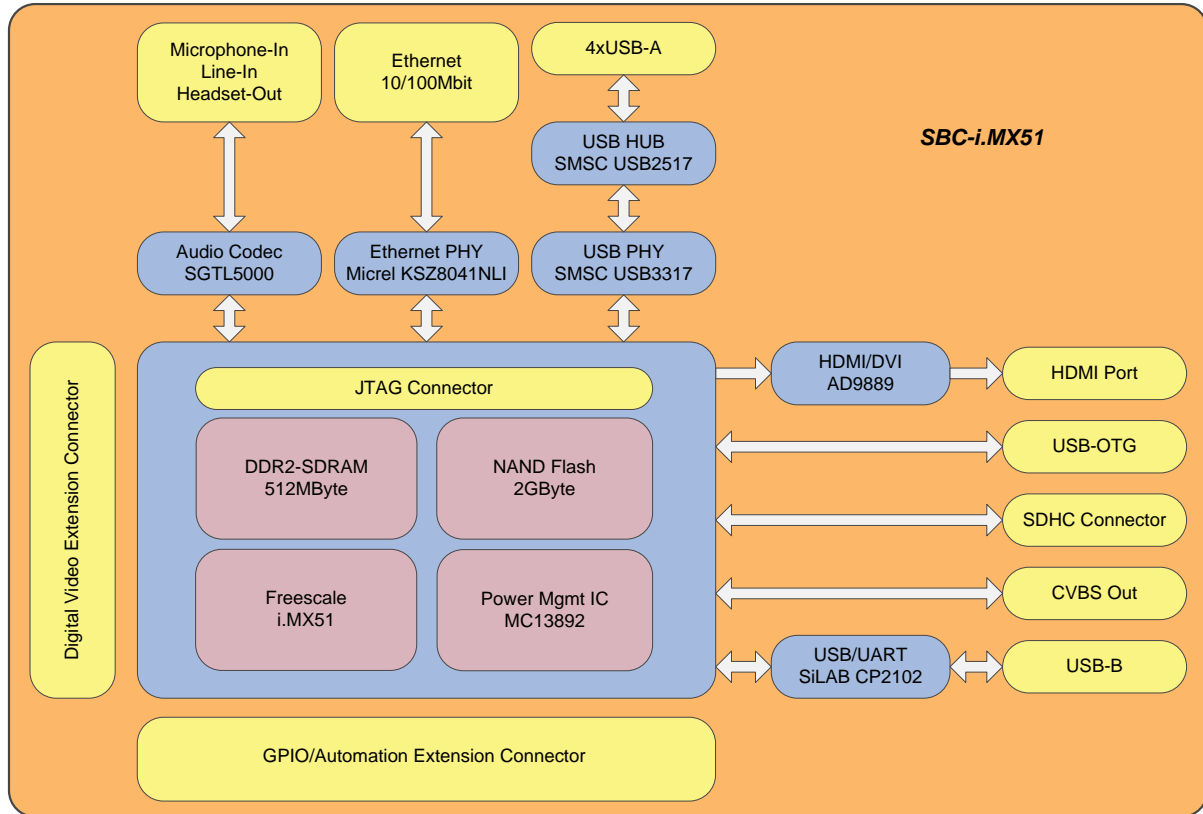 Microphone-In
Line-In
Headset-Out
Ethernet
10/100Mbit
4xUSB-A
USB HUB
SMSC USB2517
SBC-i.MX51
Audio Codec
SGTL5000
Ethernet PHY
Micrel KSZ8041NLI
USB PHY
SMSC USB3317
Digital Video Extension Connector
JTAG Connector
DDR2-SDRAM
512MByte
NAND Flash
2GByte
Freescale
i.MX51
Power Mgmt IC
MC13892
HDMI/DVI
AD9889
HDMI Port
USB-OTG
SDHC Connector
CVBS Out
USB/UART
SiLAB CP2102
USB-B
GPIO/Automation Extension Connector